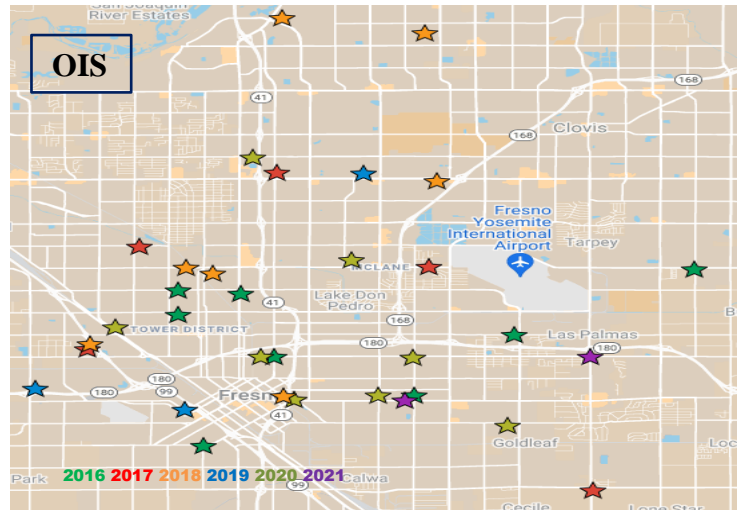 San Joaquin
River Estates
OIS
168
41
168
Clovis
Fresno
Yosemite
International
Airport
Tarpey
MCLANE
Lake Don
Pedro
41
168
B
TOWER DISTRICT
180
Las Palmas
180
180
99
180
Fresn
41
Goldleaf
Loc
Park
2016 2017 2018 2019 2020 2021
Calwa
99
Cecile
Lone Star